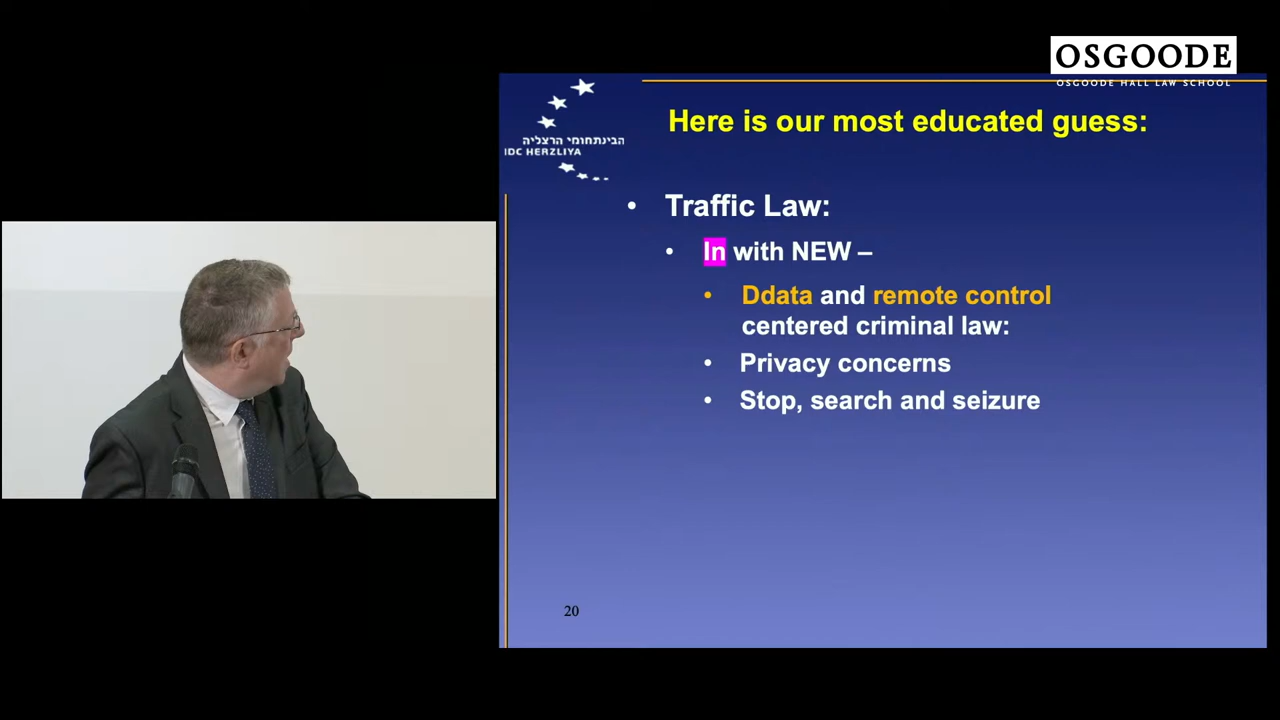 OSGOODE
OSGOODE HALL LAW SCHOOL
הבינתחומי הרצליה
IDC HERZLIYA
Here is our most educated guess:
• Traffic Law:
• In with NEW –
• Ddata and remote control
centered criminal law:
• Privacy concerns
• Stop, search and seizure
20